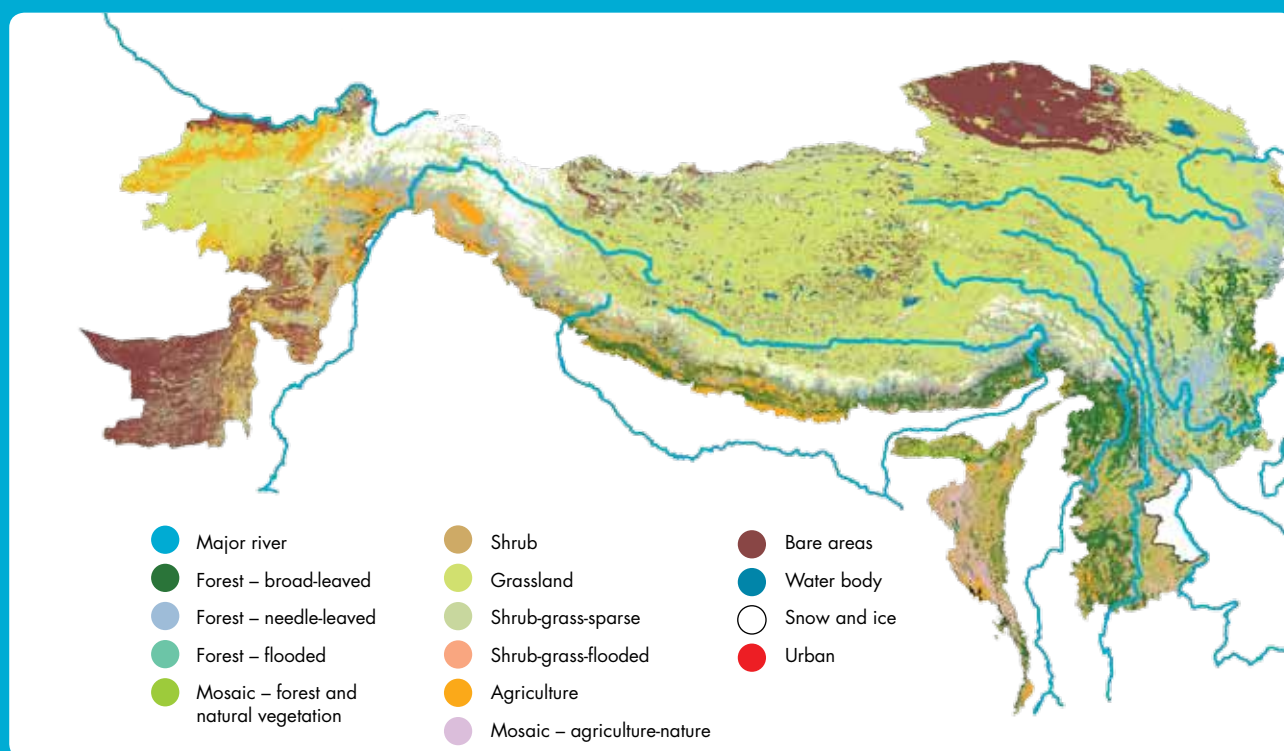 Major river
Forest – broad-leaved
Forest – needle-leaved
Forest – flooded
Mosaic – forest and
natural vegetation
Shrub
Grassland
Shrub-grass-sparse
Shrub-grass-flooded
Agriculture
Mosaic – agriculture-nature
Bare areas
Water body
Snow and ice
Urban